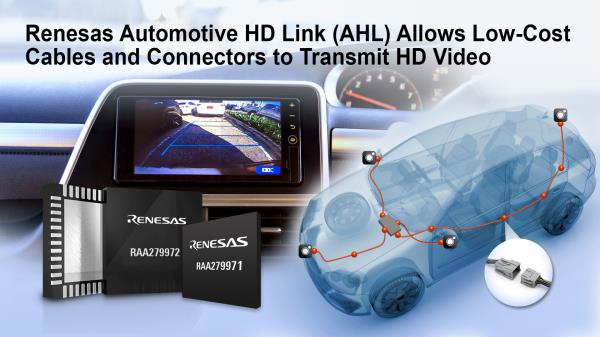 Renesas Automotive HD Link (AHL) Allows Low-Cost
Cables and Connectors to Transmit HD Video
RENESAS
RAA279972
RENESAS
RAA279971